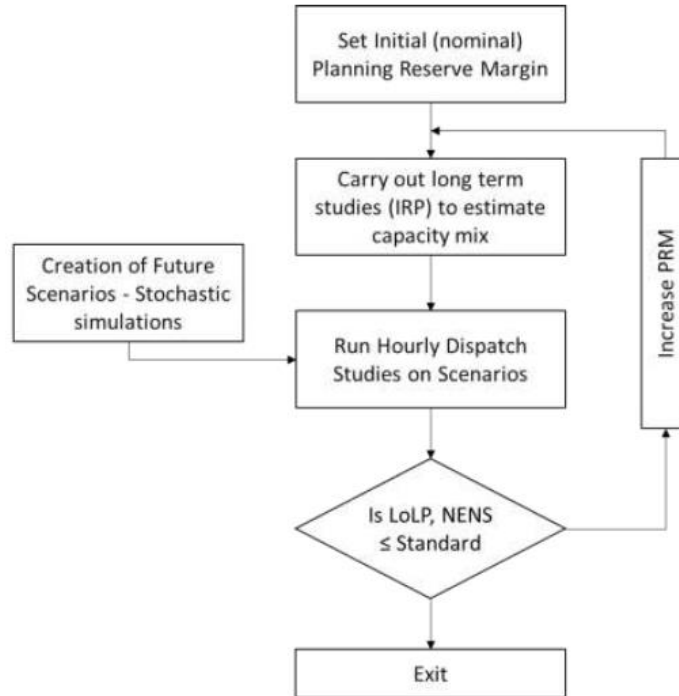 Set Initial (nominal)
Planning Reserve Margin
Carry out long term
studies (IRP) to estimate
capacity mix
Increase PRM
Creation of Future
Scenarios - Stochastic
simulations
Run Hourly Dispatch
Studies on Scenarios
Is LoLP, NENS
≤ Standard
Exit